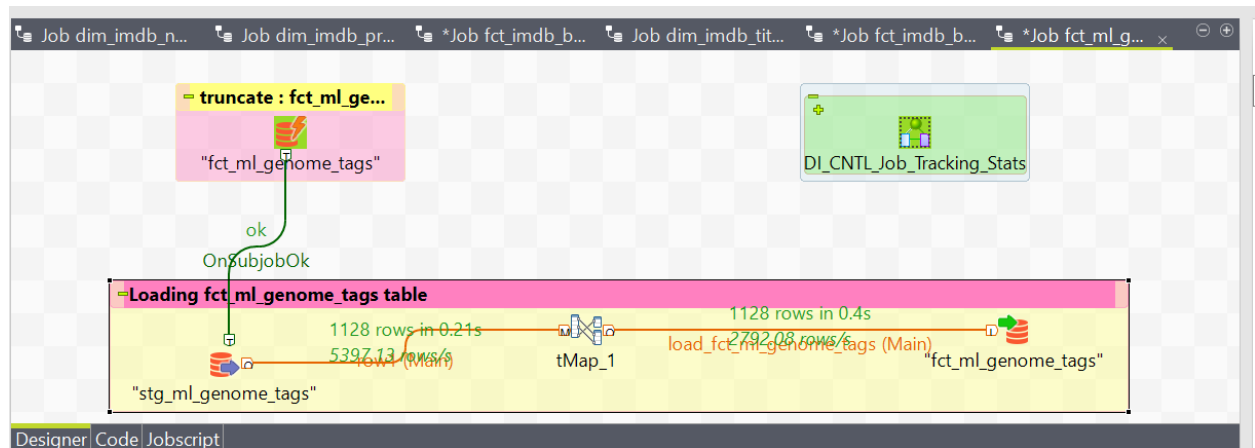 Job dim_imdb_n... Job dim_imdb_pr... *Job fct_imdb_b... Job dim_imdb_tit... *Job fct_imdb_b... *Job fct_ml_g...
truncate : fct_ml_ge...
"fct_ml_genome_tags"
DI_CNTL_Job_Tracking_Stats
ok
OnSubjobOk
Loading fct_ml_genome_tags table
1128 rows in 0.21s
5397.13 rows/s
row1 (Main)
"stg_ml_genome_tags"
tMap_1
1128 rows in 0.4s
2792.08 rows/s
load_fct_ml_genome_tags (Main)
"fct_ml_genome_tags"
Designer Code Jobscript